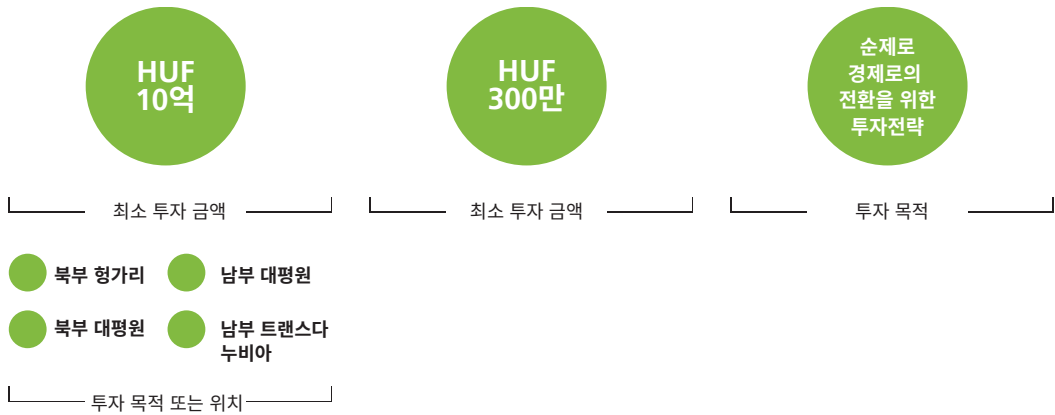 HUF
10억
HUF
300만
순제로
경제로의
전환을 위한
투자전략
최소 투자 금액
최소 투자 금액
투자 목적
북부 헝가리
남부 대평원
북부 대평원
남부 트랜스다
누비아
투자 목적 또는 위치